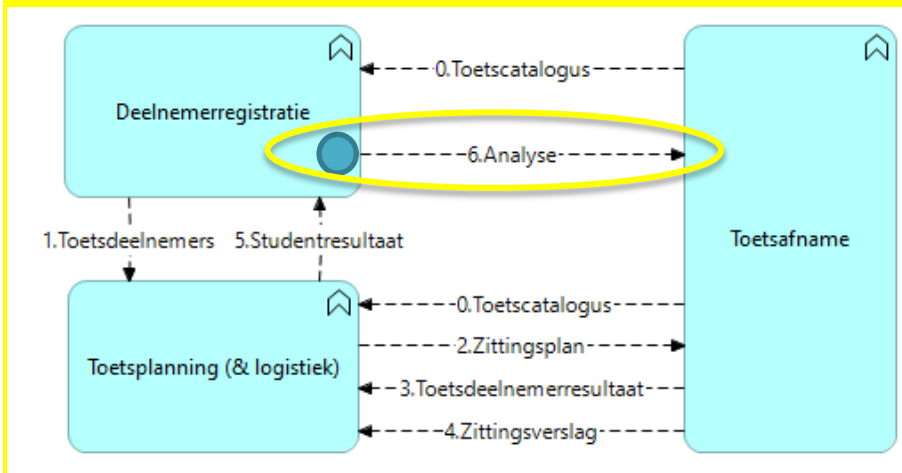 0.Toetscatalogus
Deelnemerregistratie
6.Analyse
1.Toetsdeelnemers
5.Studentresultaat
Toetsafname
0.Toetscatalogus
2.Zittingsplan
Toetsplanning (& logistiek)
3.Toetsdeelnemerresultaat
4.Zittingsverslag